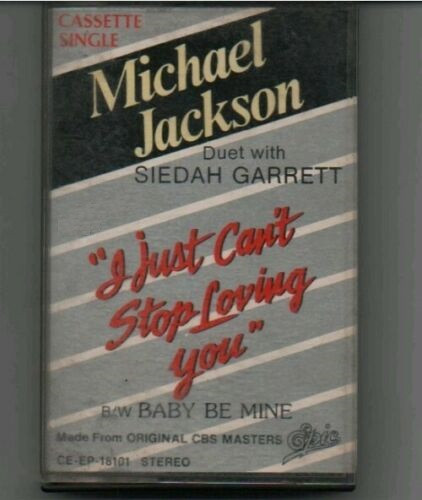 CASSETTE
SINGLE
Michael
Jackson
Duet with
SIEDAH GARRETT
"I Just Can't
Stop Loving
you"
B/W BABY BE MINE
Made From ORIGINAL CBS MASTERS Epic
CE-EP-18101 STEREO